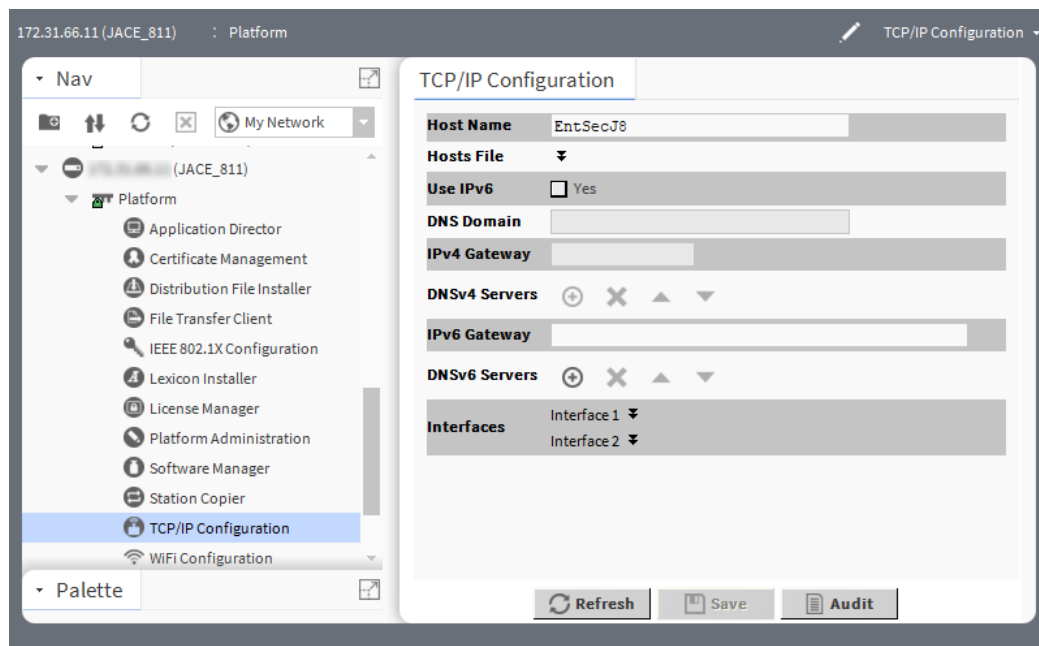 172.31.66.11 (JACE_811) : Platform
TCP/IP Configuration
Nav
My Network
(JACE_811)
Platform
Application Director
Certificate Management
Distribution File Installer
File Transfer Client
IEEE 802.1X Configuration
Lexicon Installer
License Manager
Platform Administration
Software Manager
Station Copier
TCP/IP Configuration
WiFi Configuration
Palette
TCP/IP Configuration
Host Name EntSecJ8
Hosts File
Use IPv6 Yes
DNS Domain
IPv4 Gateway
DNSv4 Servers
IPv6 Gateway
DNSv6 Servers
Interfaces
Interface 1
Interface 2
Refresh Save Audit